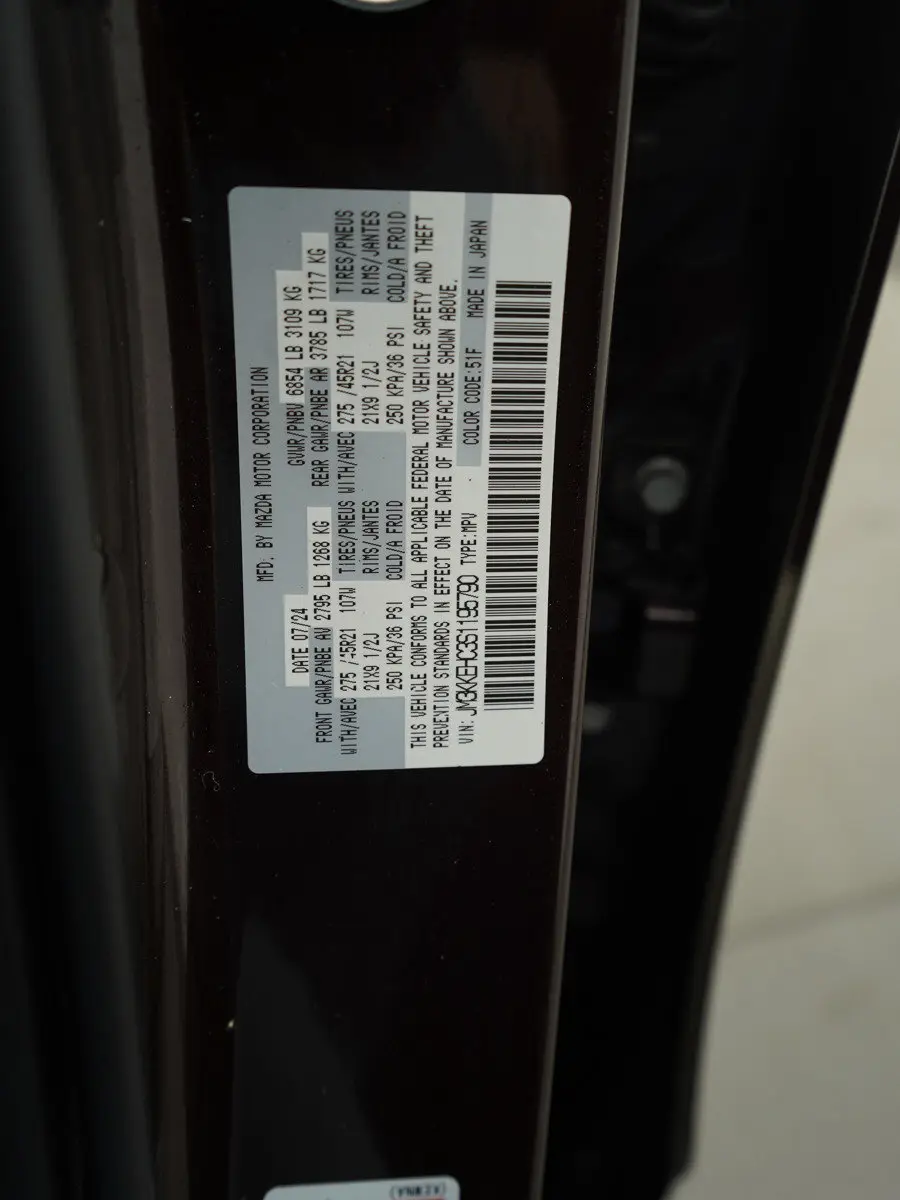 MFD. BY MAZDA MOTOR CORPORATION
DATE 07/24 GVWR/PNBV 6854 LB 3109 KG
FRONT GAWR/PNBE AV 2795 LB 1268 KG REAR GAWR/PNBE AR 3785 LB 1717 KG
WITH/AVEC 275 /45R21 107W TIRES/PNEUS WITH/AVEC 275 /45R21 107W TIRES/PNEUS
21X9 1/2J RIMS/JANTES 21X9 1/2J RIMS/JANTES
250 KPA/36 PSI COLD/A FROID 250 KPA/36 PSI COLD/A FROID
THIS VEHICLE CONFORMS TO ALL APPLICABLE FEDERAL MOTOR VEHICLE SAFETY AND THEFT
PREVENTION STANDARDS IN EFFECT ON THE DATE OF MANUFACTURE SHOWN ABOVE.
VIN: JM3KKEHC3S1195790 TYPE:MPV COLOR CODE:51F MADE IN JAPAN